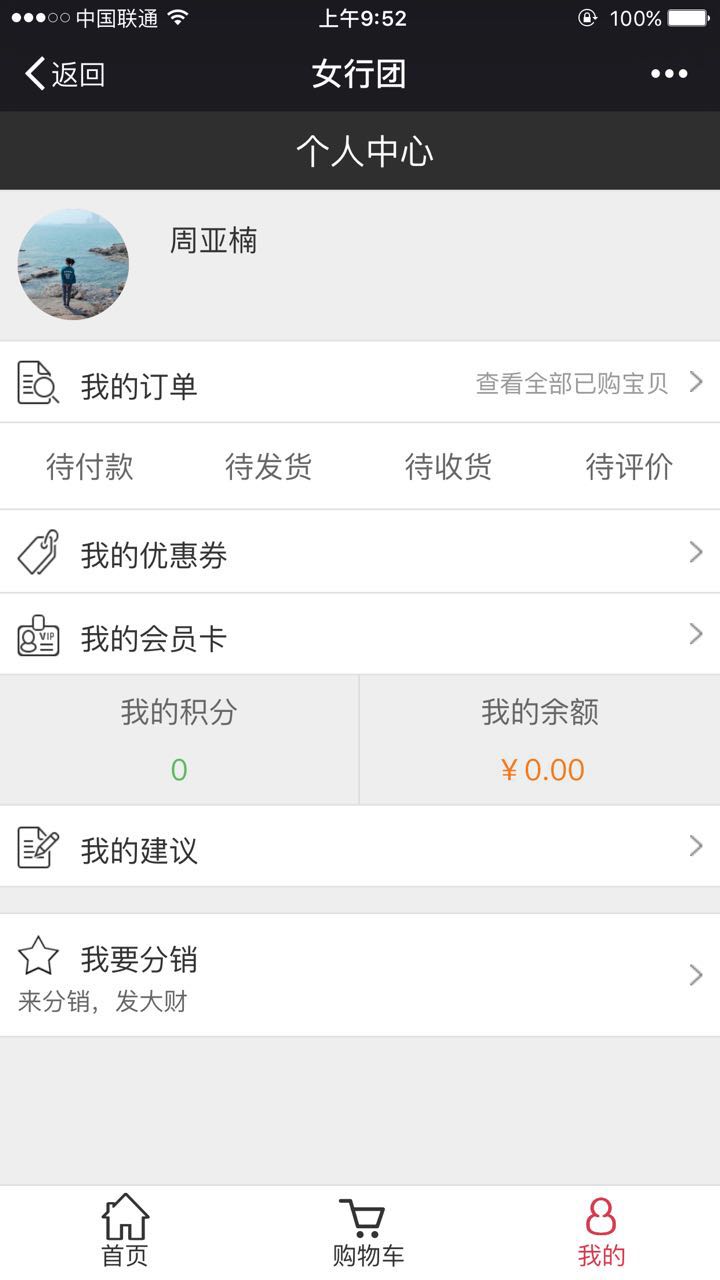 中国联通 上午9:52 100%
返回 女行团
个人中心
周亚楠
我的订单 查看全部已购宝贝
待付款 待发货 待收货 待评价
我的优惠券
VIP 我的会员卡
我的积分 我的余额
0 ¥0.00
我的建议
我要分销
来分销，发大财
首页 购物车 我的